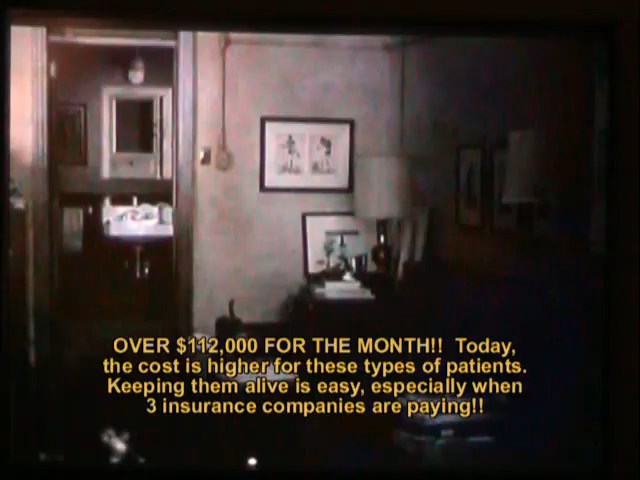 OVER $112,000 FOR THE MONTH!!  Today,
the cost is higher for these types of patients.
Keeping them alive is easy, especially when
3 insurance companies are paying!!